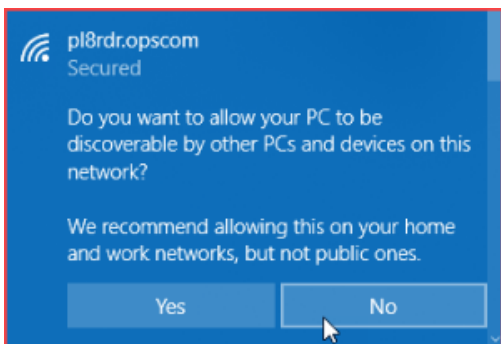 pl8rdr.opscom
Secured
Do you want to allow your PC to be
discoverable by other PCs and devices on this
network?
We recommend allowing this on your home
and work networks, but not public ones.
Yes No